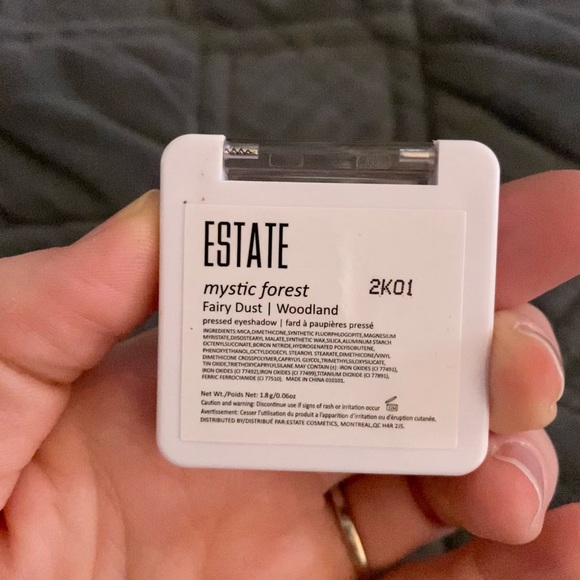 ESTATE
mystic forest
2K01
Fairy Dust | Woodland
pressed eyeshadow | fard à paupières pressé
INGREDIENTS: MICA,DIMETHICONE,SYNTHETIC FLUORPHLOGOPITE,MAGNESIUM
MYRISTATE,DIISOSTEARYL MALATE,SYNTHETIC WAX,SILICA,ALUMINUM STARCH
OCTENYLSUCCINATE,BORON NITRIDE,HYDROGENATED POLYISOBUTENE,
PHENOXYETHANOL,OCTYLDODECYL STEAROYL STEARATE,DIMETHICONE/VINYL
DIMETHICONE CROSSPOLYMER,CAPRYLYL GLYCOL,TRIMETHYLSILOXYSILICATE,
TIN OXIDE,TRIETHOXYCAPRYLYLSILANE. MAY CONTAIN (±): IRON OXIDES (CI 77491),
IRON OXIDES (CI 77492),IRON OXIDES (CI 77499),TITANIUM DIOXIDE (CI 77891),
FERRIC FERROCYANIDE (CI 77510). MADE IN CHINA 010101.
Net Wt./Poids Net: 1.8g/0.06oz
Caution and warning: Discontinue use if signs of rash or irritation occur
Avertissement: Cesser l'utilisation du produit a l'apparition d'irritation ou d'éruption cutanée.
DISTRIBUTED BY/DISTRIBUÉ PAR:ESTATE COSMETICS, MONTREAL,QC H4R 2J5.